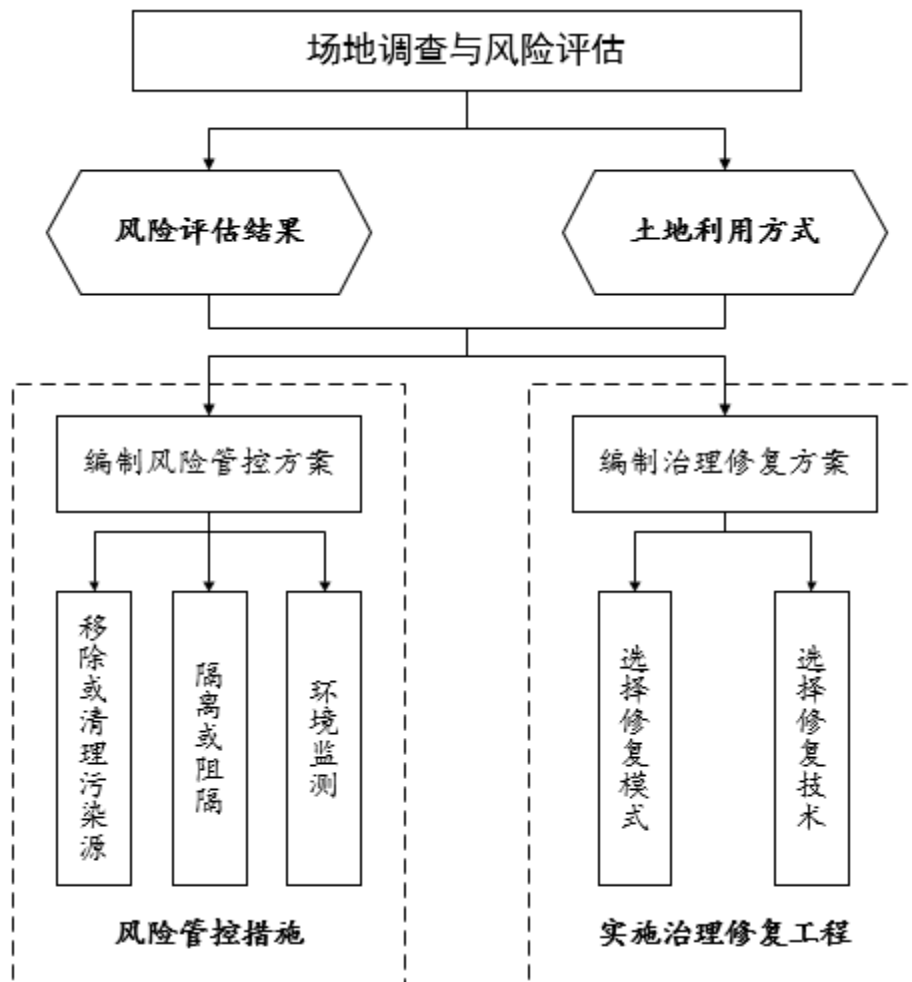 场地调查与风险评估
风险评估结果
土地利用方式
编制风险管控方案
编制治理修复方案
移除或清理污染源
隔离或阻隔
环境监测
选择修复模式
选择修复技术
风险管控措施
实施治理修复工程